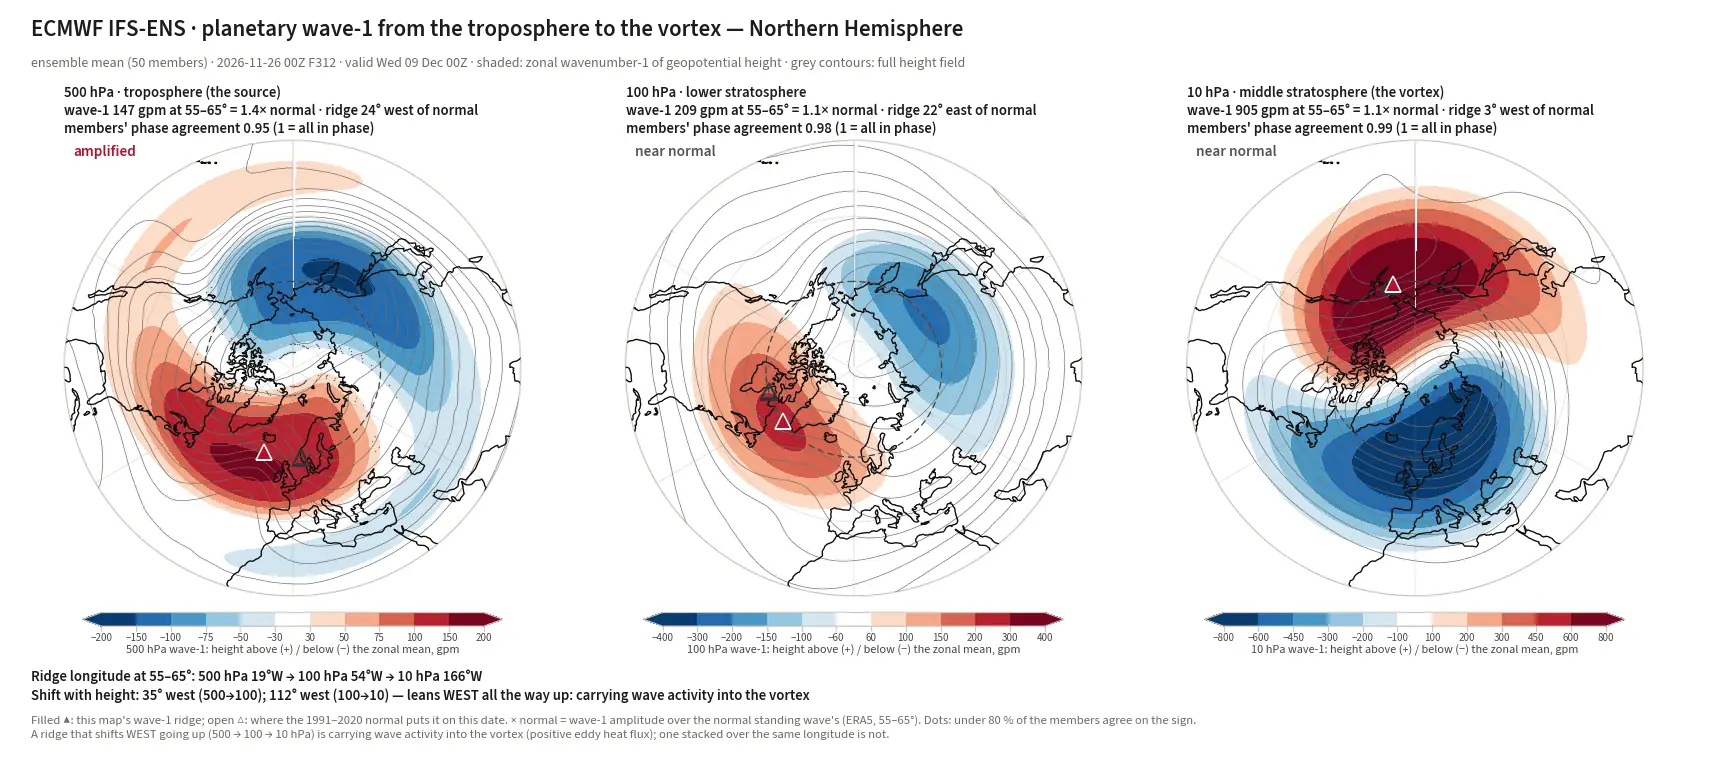 ECMWF IFS-ENS · planetary wave-1 from the troposphere to the vortex — Northern Hemisphere
ensemble mean (50 members) · 2026-11-26 00Z F312 · valid Wed 09 Dec 00Z · shaded: zonal wavenumber-1 of geopotential height · grey contours: full height field
500 hPa · troposphere (the source)
wave-1 147 gpm at 55–65° = 1.4× normal · ridge 24° west of normal
members' phase agreement 0.95 (1 = all in phase)
amplified
100 hPa · lower stratosphere
wave-1 209 gpm at 55–65° = 1.1× normal · ridge 22° east of normal
members' phase agreement 0.98 (1 = all in phase)
near normal
10 hPa · middle stratosphere (the vortex)
wave-1 905 gpm at 55–65° = 1.1× normal · ridge 3° west of normal
members' phase agreement 0.99 (1 = all in phase)
near normal
−200 −150 −100 −75 −50 −30 30 50 75 100 150 200
500 hPa wave-1: height above (+) / below (−) the zonal mean, gpm
−400 −300 −200 −150 −100 −60 60 100 150 200 300 400
100 hPa wave-1: height above (+) / below (−) the zonal mean, gpm
−800 −600 −450 −300 −200 −100 100 200 300 450 600 800
10 hPa wave-1: height above (+) / below (−) the zonal mean, gpm
Ridge longitude at 55–65°: 500 hPa 19°W → 100 hPa 54°W → 10 hPa 166°W
Shift with height: 35° west (500→100); 112° west (100→10) — leans WEST all the way up: carrying wave activity into the vortex
Filled ▲: this map's wave-1 ridge; open △: where the 1991–2020 normal puts it on this date. × normal = wave-1 amplitude over the normal standing wave's (ERA5, 55–65°). Dots: under 80 % of the members agree on the sign.
A ridge that shifts WEST going up (500 → 100 → 10 hPa) is carrying wave activity into the vortex (positive eddy heat flux); one stacked over the same longitude is not.